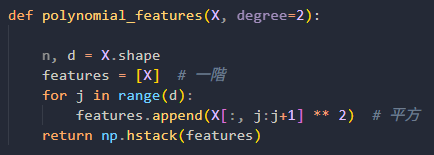 def polynomial_features(X, degree=2):
n, d = X.shape
features = [X]  # 一階
for j in range(d):
features.append(X[:, j:j+1] ** 2)  # 平方
return np.hstack(features)